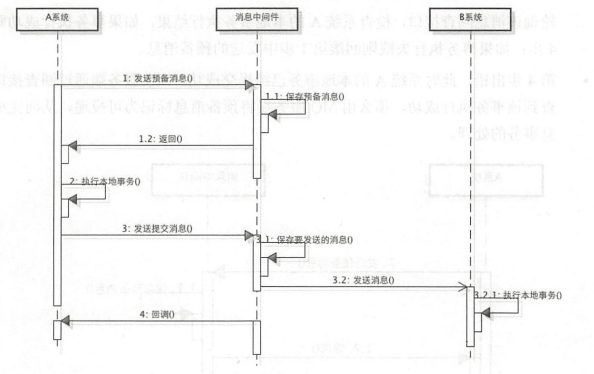 A系统
消息中间件
B系统
1: 发送预备消息()
1.1: 保存预备消息()
1.2: 返回()
2: 执行本地事务()
3: 发送提交消息()
3.1: 保存要发送的消息()
3.2: 发送消息()
3.2.1: 执行本地事务()
4: 回调()